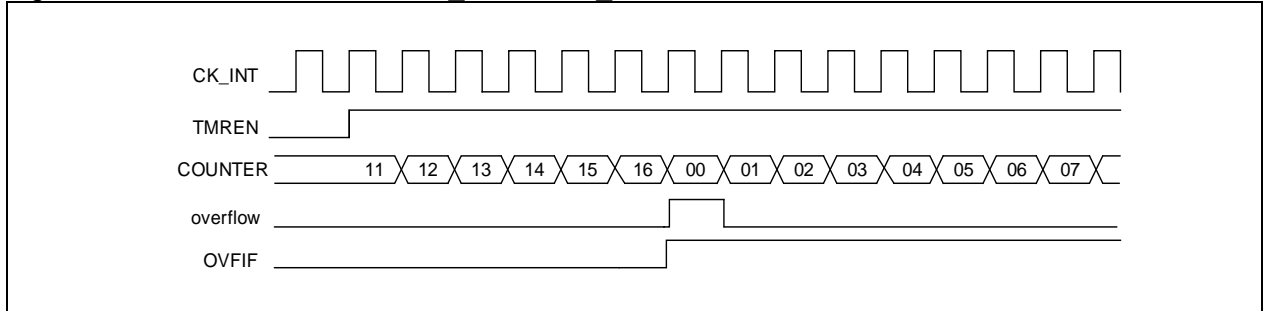 CK_INT
TMREN
COUNTER 11 12 13 14 15 16 00 01 02 03 04 05 06 07
overflow
OVFIF